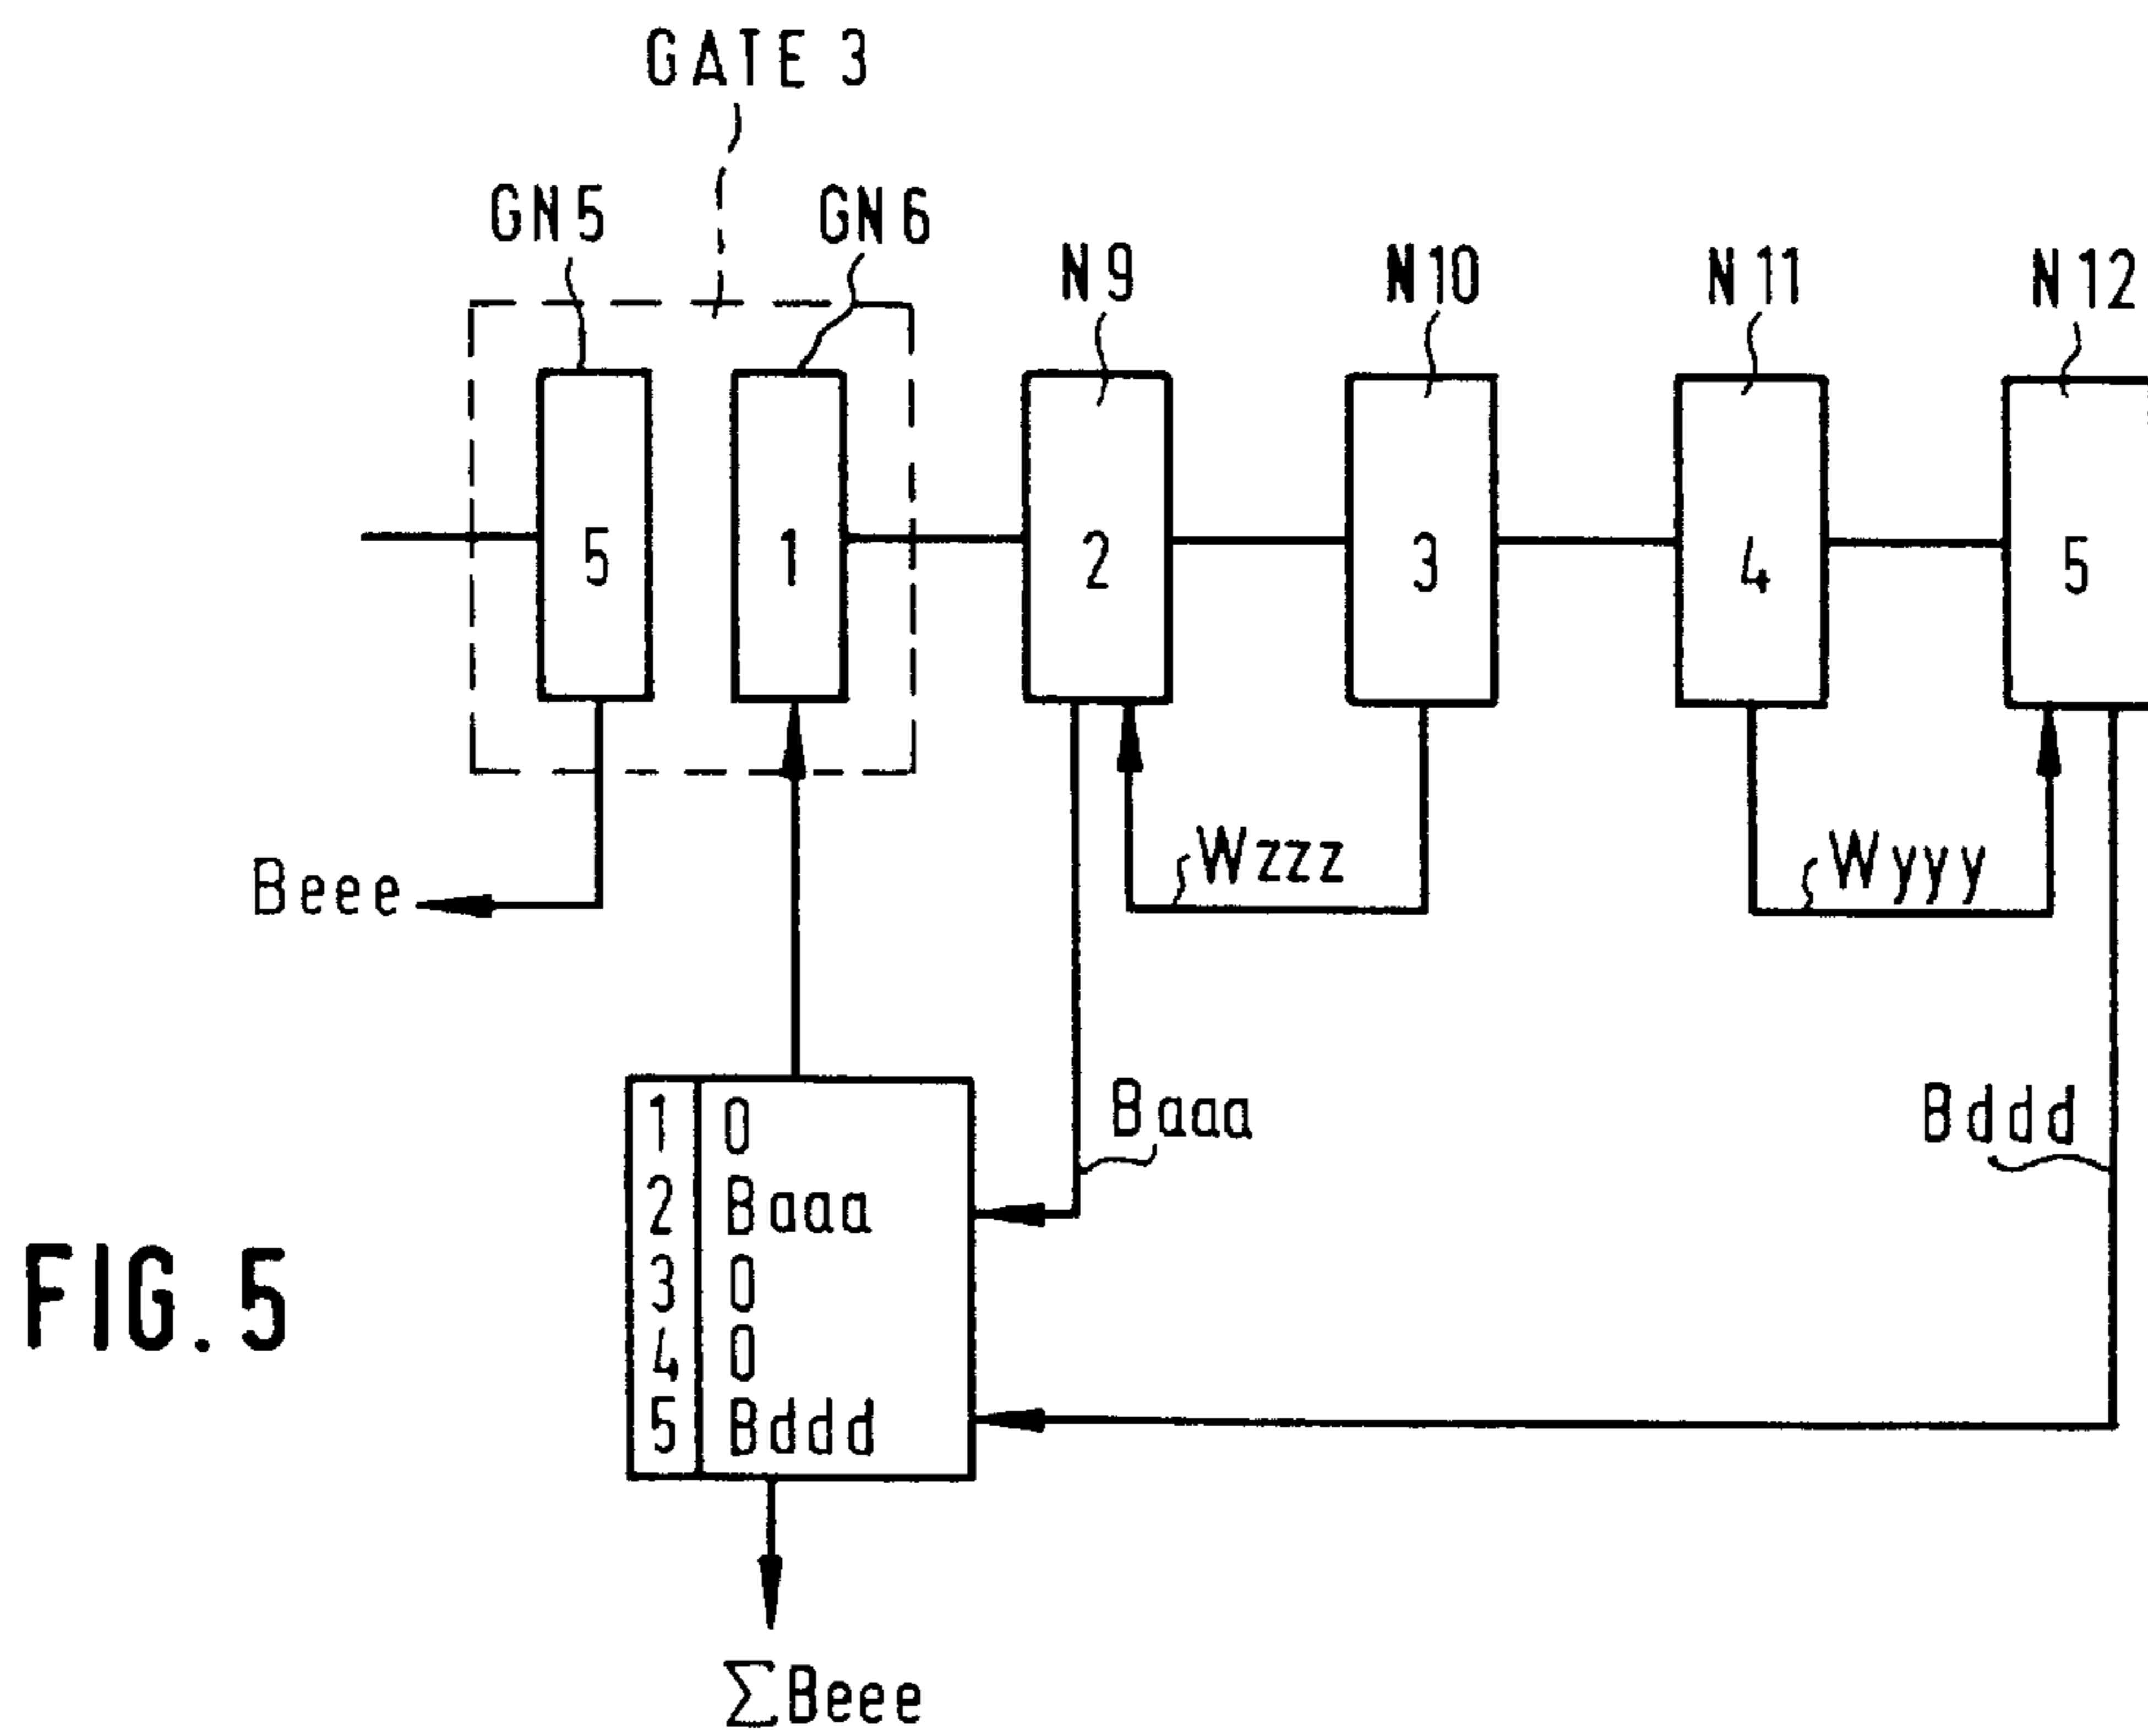 GATE 3
GN5
GN6
N9
N10
N11
N12
5
1
2
3
4
5
Beee
Wzzz
Wyyy
Baaa
Bddd
1 0
2 Baaa
3 0
4 0
5 Bddd
FIG. 5
∑Beee